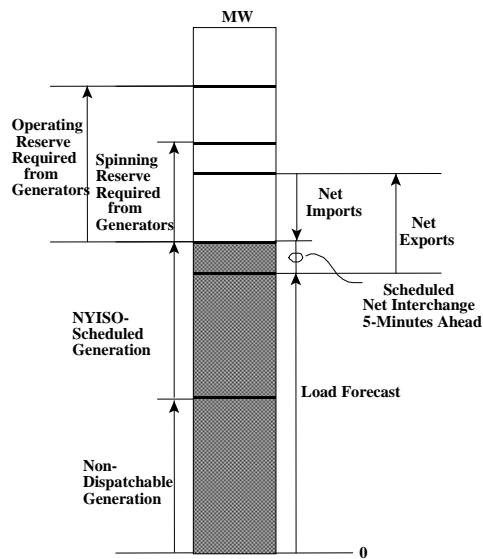 MW
Operating
Reserve
Required
from
Generators
Spinning
Reserve
Required
from
Generators
Net
Imports
Net
Exports
Scheduled
Net Interchange
5-Minutes Ahead
NYISO-
Scheduled
Generation
Load Forecast
Non-
Dispatchable
Generation
0